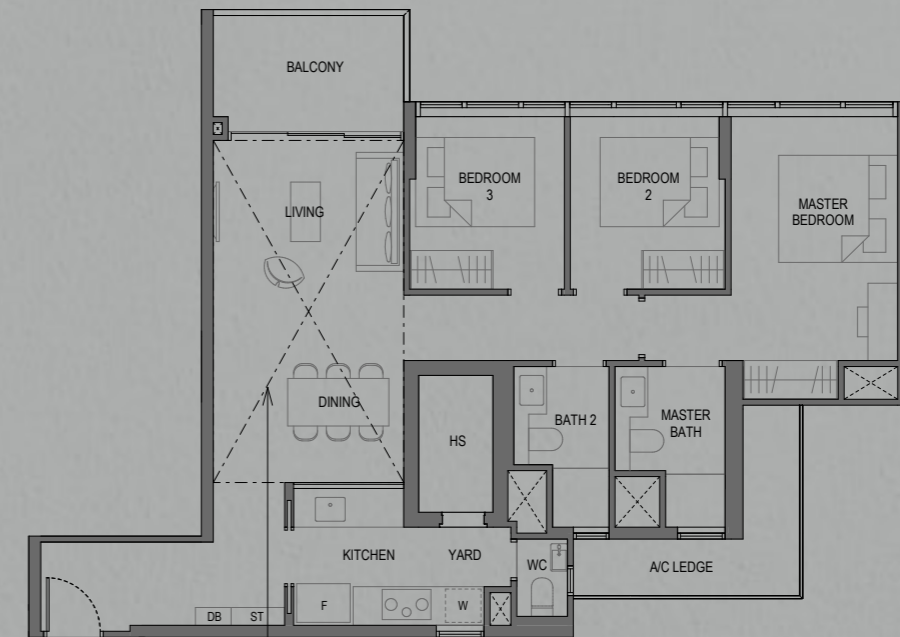 BALCONY
BEDROOM
3
BEDROOM
2
MASTER
BEDROOM
LIVING
DINING
HS
BATH 2
MASTER
BATH
KITCHEN
YARD
WC
A/C LEDGE
F
W
DB
ST